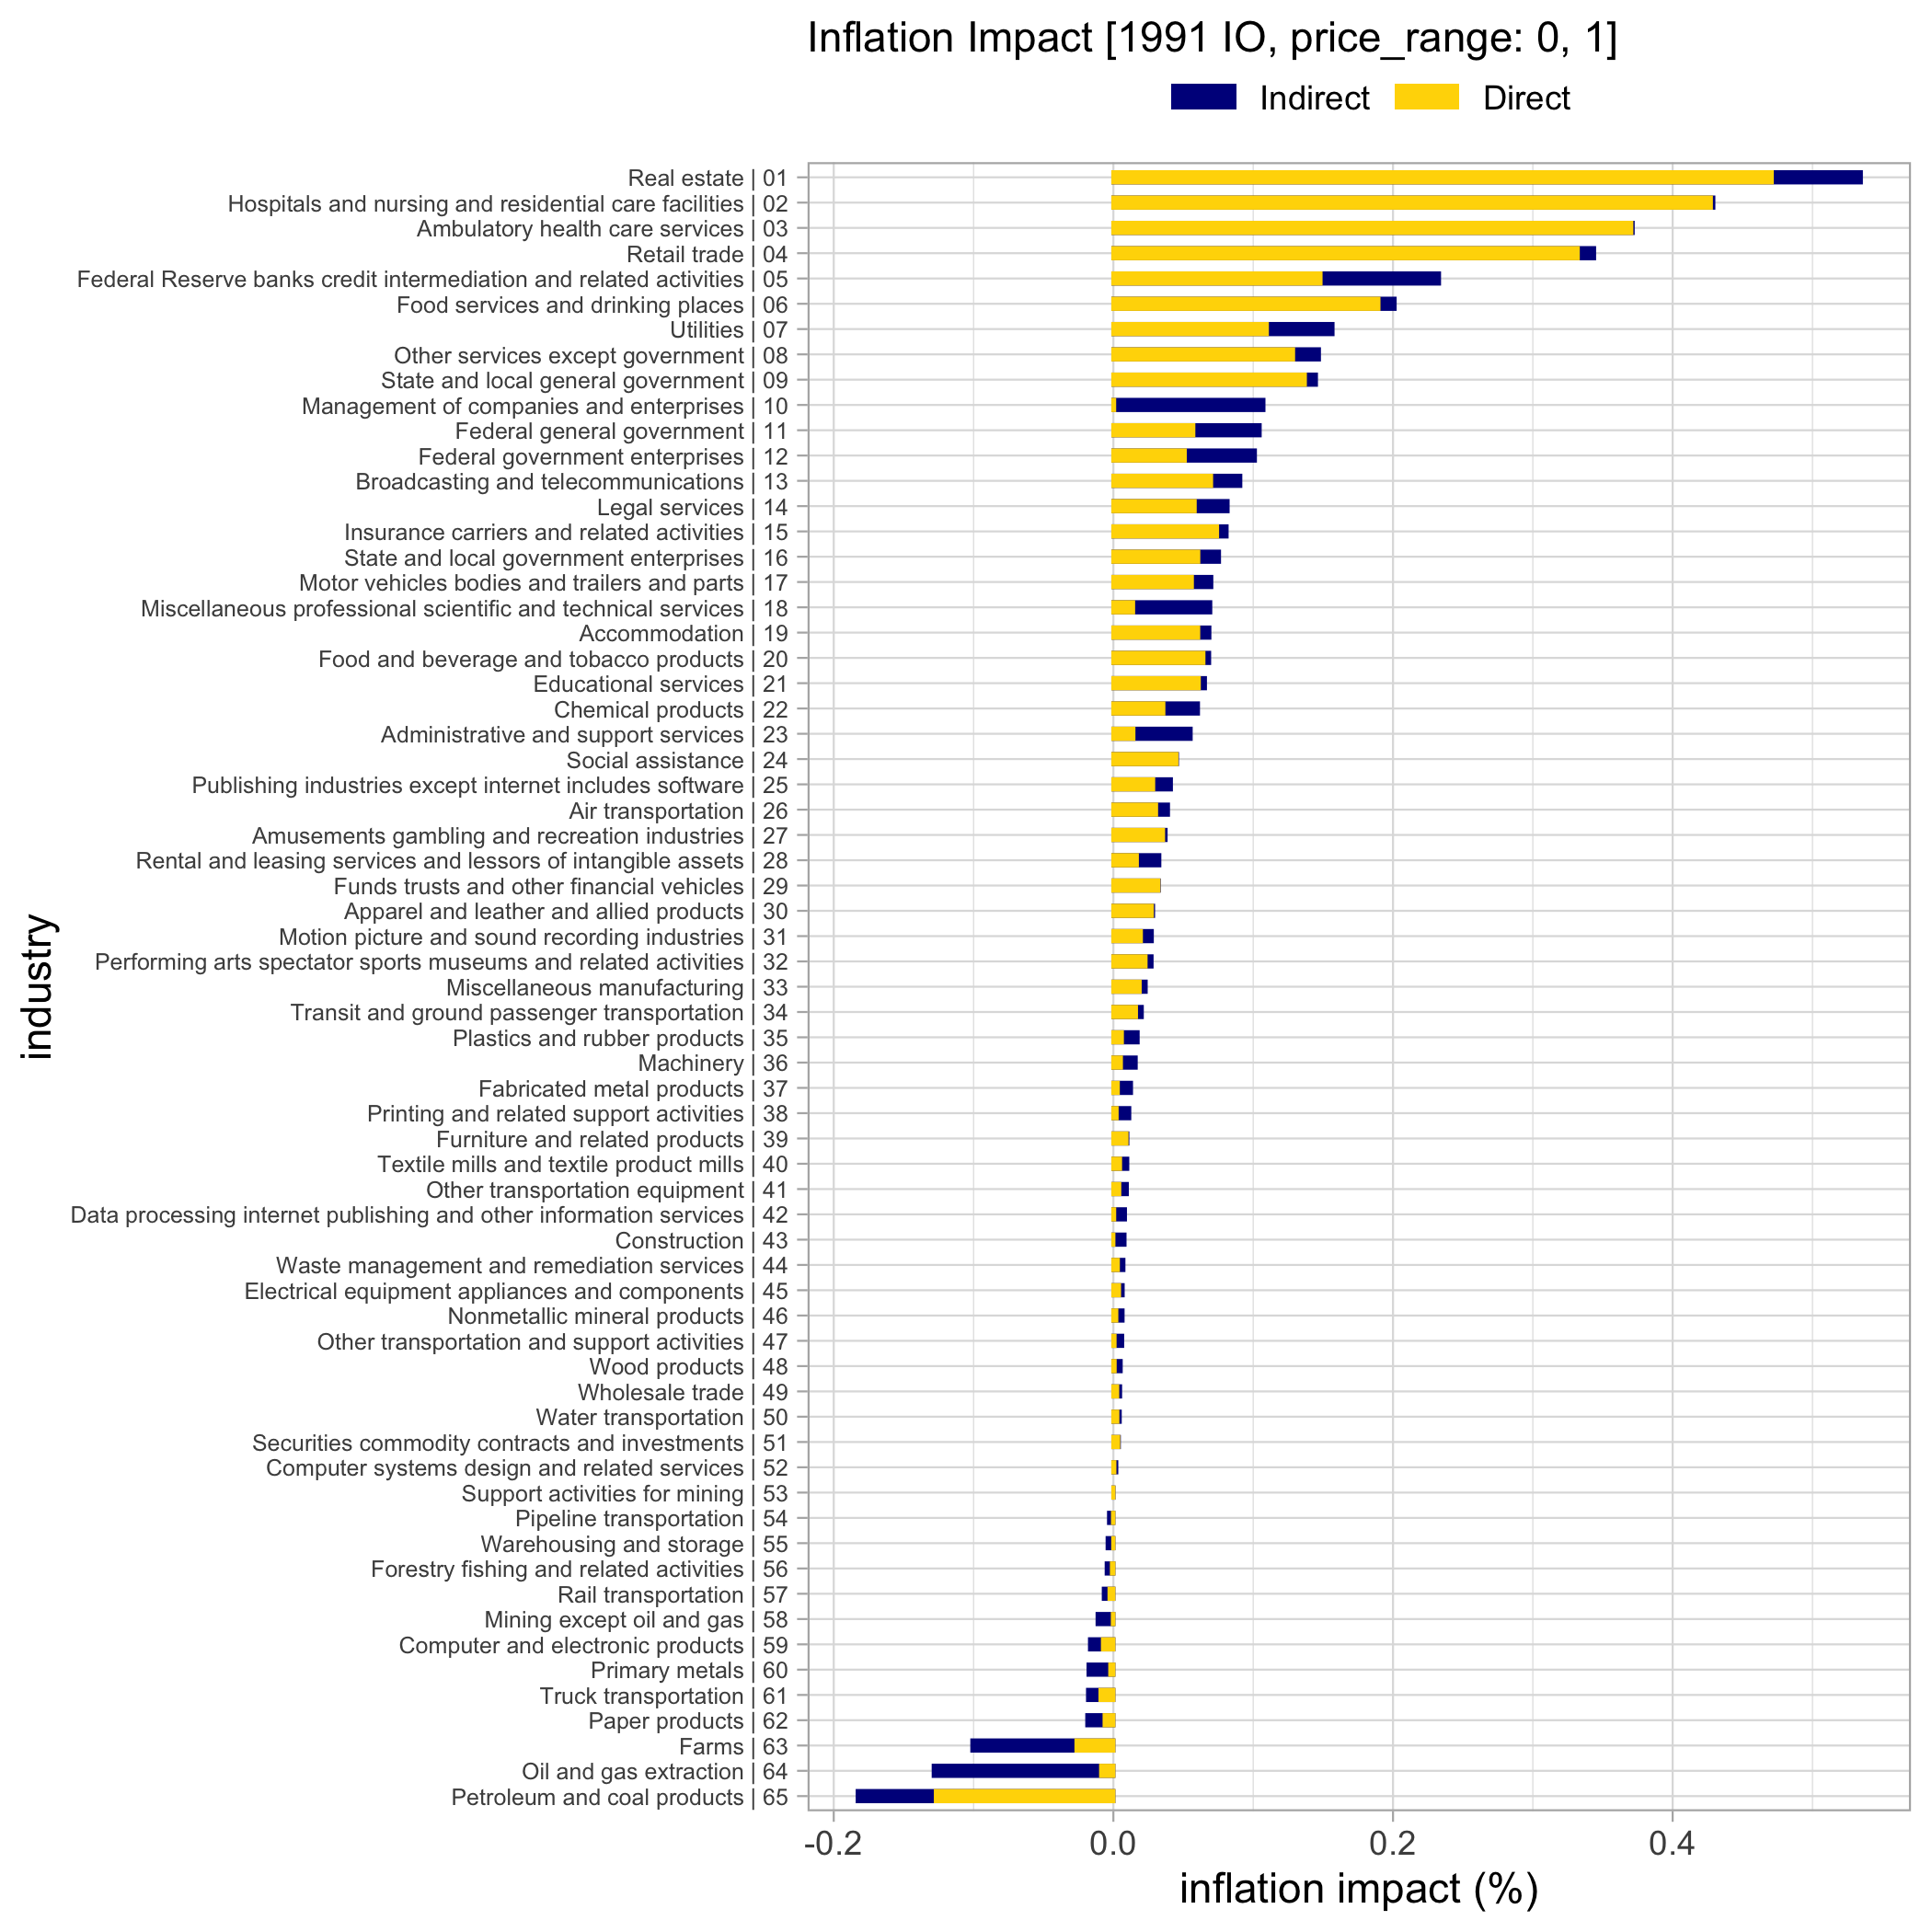 Inflation Impact [1991 IO, price_range: 0, 1]
Indirect Direct
Real estate | 01
Hospitals and nursing and residential care facilities | 02
Ambulatory health care services | 03
Retail trade | 04
Federal Reserve banks credit intermediation and related activities | 05
Food services and drinking places | 06
Utilities | 07
Other services except government | 08
State and local general government | 09
Management of companies and enterprises | 10
Federal general government | 11
Federal government enterprises | 12
Broadcasting and telecommunications | 13
Legal services | 14
Insurance carriers and related activities | 15
State and local government enterprises | 16
Motor vehicles bodies and trailers and parts | 17
Miscellaneous professional scientific and technical services | 18
Accommodation | 19
Food and beverage and tobacco products | 20
Educational services | 21
Chemical products | 22
Administrative and support services | 23
Social assistance | 24
Publishing industries except internet includes software | 25
Air transportation | 26
Amusements gambling and recreation industries | 27
Rental and leasing services and lessors of intangible assets | 28
Funds trusts and other financial vehicles | 29
Apparel and leather and allied products | 30
Motion picture and sound recording industries | 31
Performing arts spectator sports museums and related activities | 32
Miscellaneous manufacturing | 33
Transit and ground passenger transportation | 34
Plastics and rubber products | 35
Machinery | 36
Fabricated metal products | 37
Printing and related support activities | 38
Furniture and related products | 39
Textile mills and textile product mills | 40
Other transportation equipment | 41
Data processing internet publishing and other information services | 42
Construction | 43
Waste management and remediation services | 44
Electrical equipment appliances and components | 45
Nonmetallic mineral products | 46
Other transportation and support activities | 47
Wood products | 48
Wholesale trade | 49
Water transportation | 50
Securities commodity contracts and investments | 51
Computer systems design and related services | 52
Support activities for mining | 53
Pipeline transportation | 54
Warehousing and storage | 55
Forestry fishing and related activities | 56
Rail transportation | 57
Mining except oil and gas | 58
Computer and electronic products | 59
Primary metals | 60
Truck transportation | 61
Paper products | 62
Farms | 63
Oil and gas extraction | 64
Petroleum and coal products | 65
industry
-0.2 0.0 0.2 0.4
inflation impact (%)